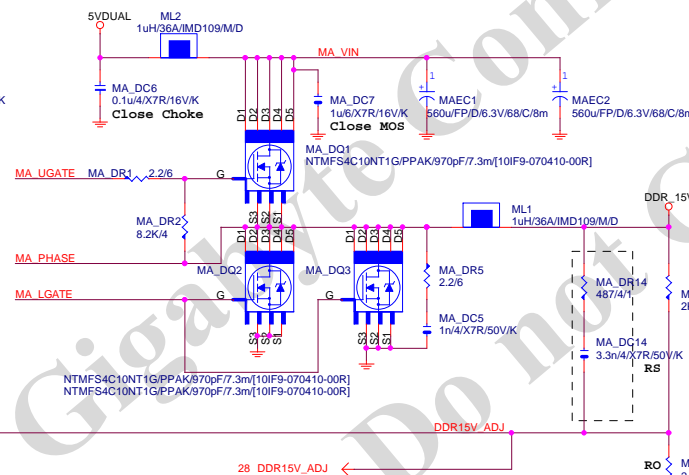 5VDUAL
ML2
1uH/36A/IMD109/M/D
MA_VIN
K
MA_DC6
0.1u/4/X7R/16V/K
Close Choke
MA_DC7
1u/6/X7R/16V/K
Close MOS
1
MAEC1
560u/FP/D/6.3V/68/C/8m
1
MAEC2
560u/FP/D/6.3V/68/C/8m
D1
D2
D3
D4
D5
MA_DQ1
NTMFS4C10NT1G/PPAK/970pF/7.3m/[10IF9-070410-00R]
MA_UGATE
MA_DR1
2.2/6
G
S3
S2
S1
MA_DR2
8.2K/4
MA_PHASE
D1
D2
D3
D4
D5
D1
D2
D3
D4
D5
ML1
1uH/36A/IMD109/M/D
DDR_15V
MA_DQ2
MA_DQ3
MA_DR5
2.2/6
MA_DR14
487/4/1
MA_LGATE
G
G
MA_DC5
1n/4/X7R/50V/K
MA_DC14
3.3n/4/X7R/50V/K
RS
S3
S2
S1
S3
S2
S1
NTMFS4C10NT1G/PPAK/970pF/7.3m/[10IF9-070410-00R]
NTMFS4C10NT1G/PPAK/970pF/7.3m/[10IF9-070410-00R]
DDR15V_ADJ
28 DDR15V_ADJ
RO
Gigabyte Con
Do not C